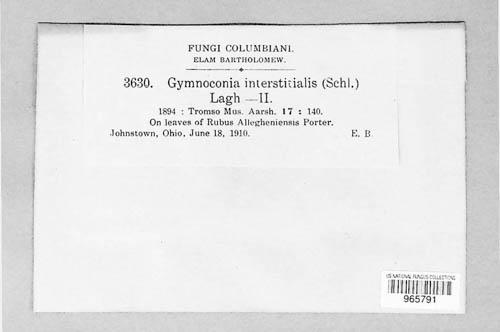 FUNGI COLUMBIANI.
ELAM BARTHOLOMEW.
3630. Gymnoconia interstitialis (Schl.)
Lagh —II.
1894 : Tromso Mus. Aarsh. 17 : 140.
On leaves of Rubus Allegheniensis Porter.
Johnstown, Ohio, June 18, 1910. E. B.
US NATIONAL FUNGUS COLLECTIONS
965791